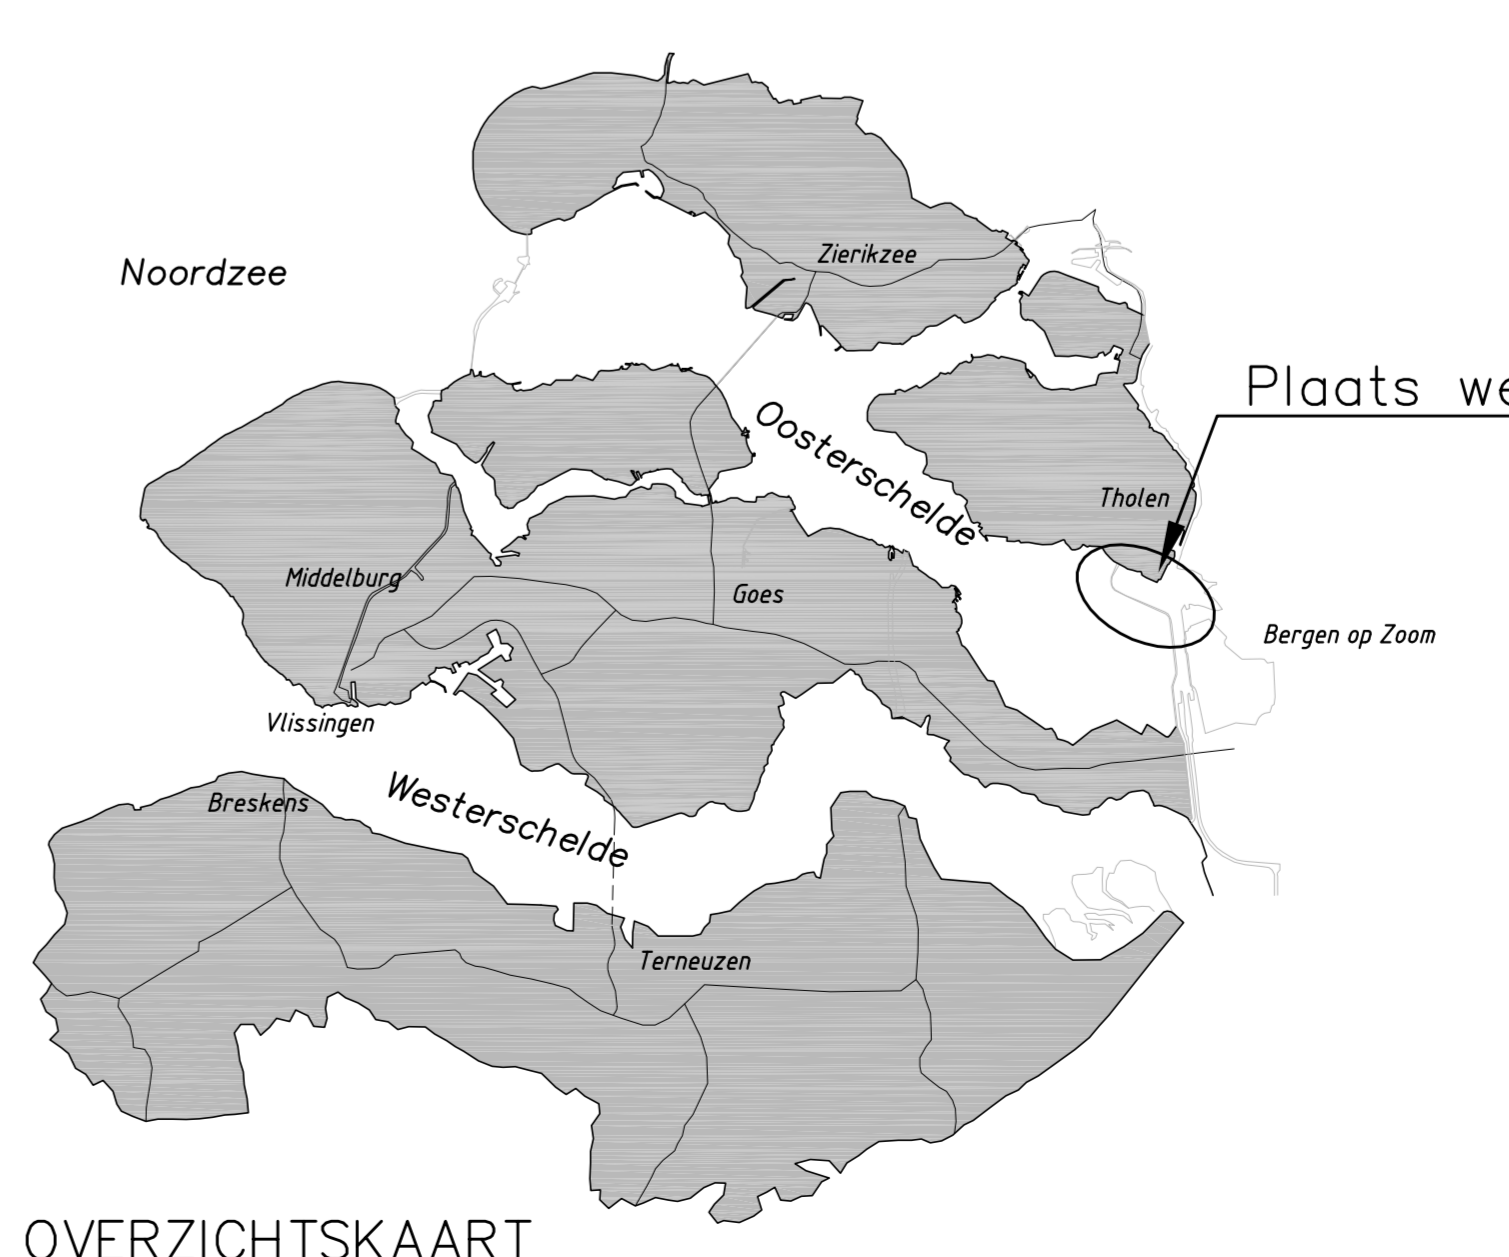 Noordzee
Zierikzee
Plaats we
Oosterschelde
Tholen
Middelburg
Goes
Bergen op Zoom
Vlissingen
Westerschelde
Breskens
Terneuzen
OVERZICHTSKAART